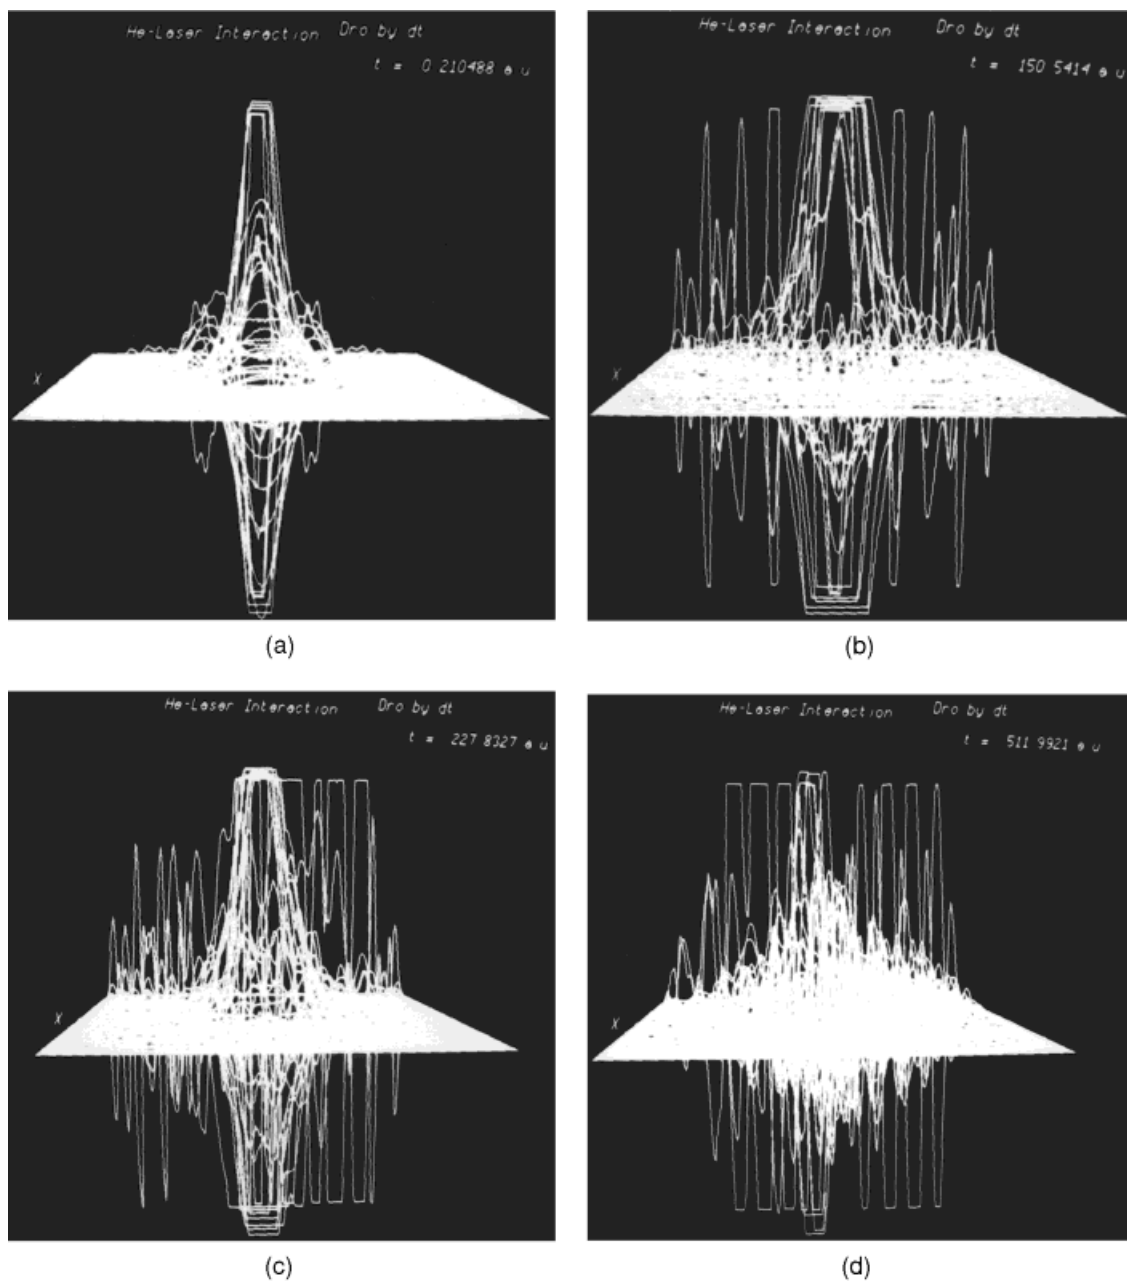 He-Laser Interaction Dro by dt
t = 0 210488 a u
X
(a)
He-Laser Interaction Dro by dt
t = 150 5414 a u
X
(b)
He-Laser Interaction Dro by dt
t = 227 8327 a u
X
(c)
He-Laser Interaction Dro by dt
t = 511 9921 a u
X
(d)